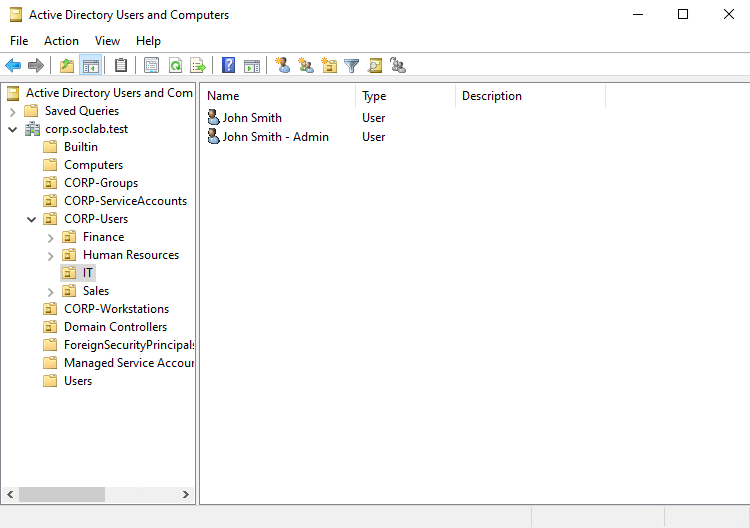 Active Directory Users and Computers
File Action View Help
Active Directory Users and Com
Saved Queries
corp.soclab.test
Builtin
Computers
CORP-Groups
CORP-ServiceAccounts
CORP-Users
Finance
Human Resources
IT
Sales
CORP-Workstations
Domain Controllers
ForeignSecurityPrincipals
Managed Service Accour
Users
Name Type Description
John Smith User
John Smith - Admin User